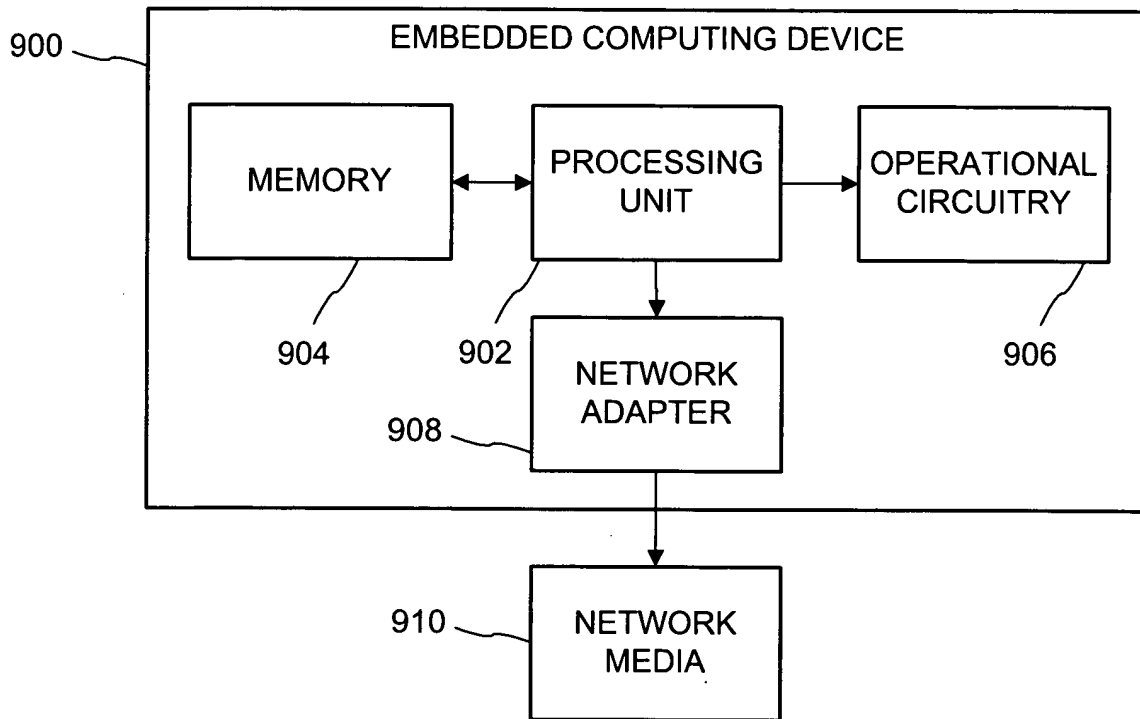 EMBEDDED COMPUTING DEVICE
900
MEMORY
PROCESSING
UNIT
OPERATIONAL
CIRCUITRY
904
902
906
NETWORK
ADAPTER
908
910
NETWORK
MEDIA